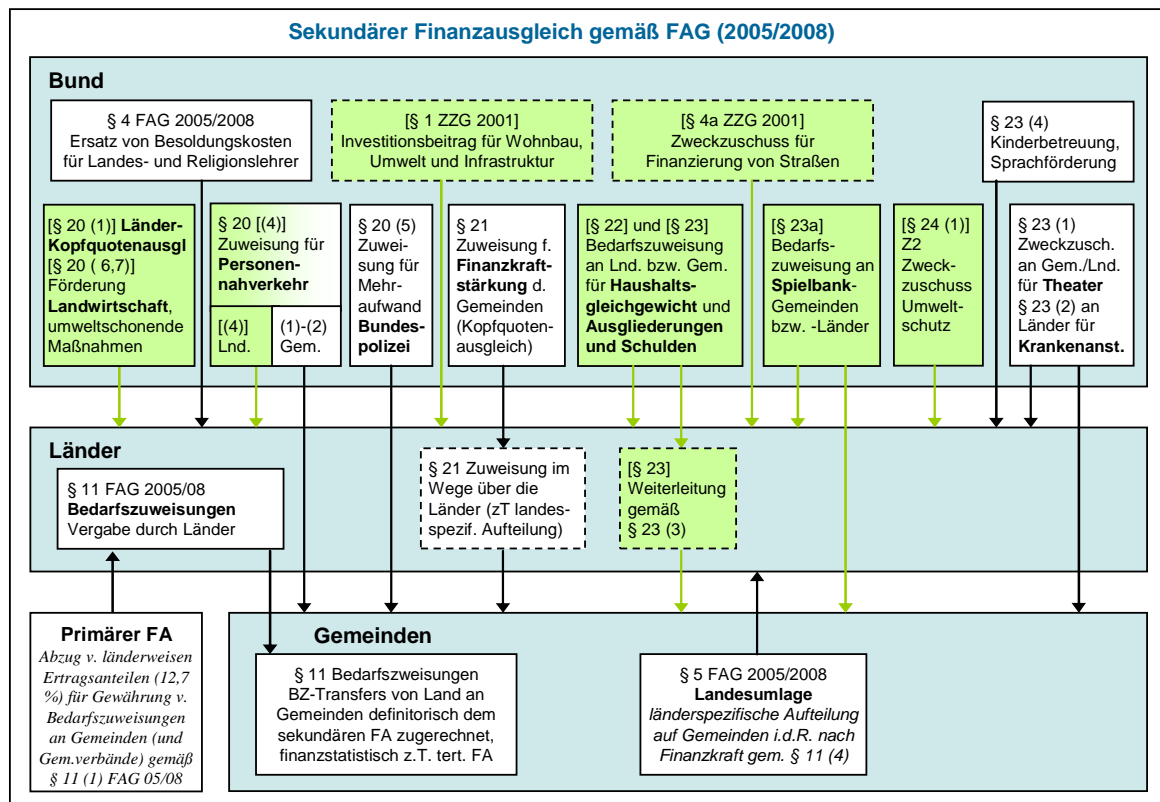 Sekundärer Finanzausgleich gemäß FAG (2005/2008)
Bund
§ 4 FAG 2005/2008
Ersatz von Besoldungskosten
für Landes- und Religionslehrer
[§ 1 ZZG 2001]
Investitionsbeitrag für Wohnbau,
Umwelt und Infrastruktur
[§ 4a ZZG 2001]
Zweckzuschuss für
Finanzierung von Straßen
§ 23 (4)
Kinderbetreuung,
Sprachförderung
[§ 20 (1)] Länder-
Kopfquotenausgl
[§ 20 ( 6,7)]
Förderung
Landwirtschaft,
umweltschonende
Maßnahmen
§ 20 [(4)]
Zuweisung für
Personen-
nahverkehr
[(4)]
Lnd.
(1)-(2)
Gem.
§ 20 (5)
Zuwei-
sung für
Mehr-
aufwand
Bundes-
polizei
§ 21
Zuweisung f.
Finanzkraft-
stärkung d.
Gemeinden
(Kopfquoten-
ausgleich)
[§ 22] und [§ 23]
Bedarfszuweisung
an Lnd. bzw. Gem.
für Haushalts-
gleichgewicht und
Ausgliederungen
und Schulden
[§ 23a]
Bedarfs-
zuweisung an
Spielbank-
Gemeinden
bzw. -Länder
[§ 24 (1)]
Z2
Zweck-
zuschuss
Umwelt-
schutz
§ 23 (1)
Zweckzusch.
an Gem./Lnd.
für Theater
§ 23 (2) an
Länder für
Krankenanst.
Länder
§ 11 FAG 2005/08
Bedarfszuweisungen
Vergabe durch Länder
§ 21 Zuweisung im
Wege über die
Länder (zT landes-
spezif. Aufteilung)
[§ 23]
Weiterleitung
gemäß
§ 23 (3)
Primärer FA
Abzug v. länderweisen
Ertragsanteilen (12,7
%) für Gewährung v.
Bedarfszuweisungen
an Gemeinden (und
Gem.verbände) gemäß
§ 11 (1) FAG 05/08
Gemeinden
§ 11 Bedarfszweisungen
BZ-Transfers von Land an
Gemeinden definitorisch dem
sekundären FA zugerechnet,
finanzstatistisch z.T. tert. FA
§ 5 FAG 2005/2008
Landesumlage
länderspezifische Aufteilung
auf Gemeinden i.d.R. nach
Finanzkraft gem. § 11 (4)